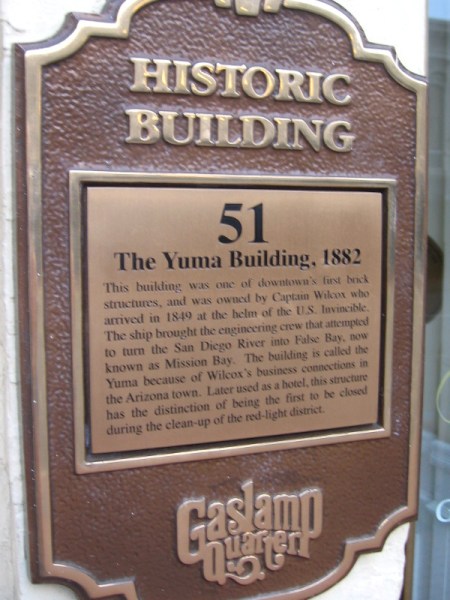 HISTORIC
BUILDING
51
The Yuma Building, 1882
This building was one of downtown's first brick
structures, and was owned by Captain Wilcox who
arrived in 1849 at the helm of the U.S. Invincible.
The ship brought the engineering crew that attempted
to turn the San Diego River into False Bay, now
known as Mission Bay. The building is called the
Yuma because of Wilcox's business connections in
the Arizona town. Later used as a hotel, this structure
has the distinction of being the first to be closed
during the clean-up of the red-light district.
Gaslamp
Quarter